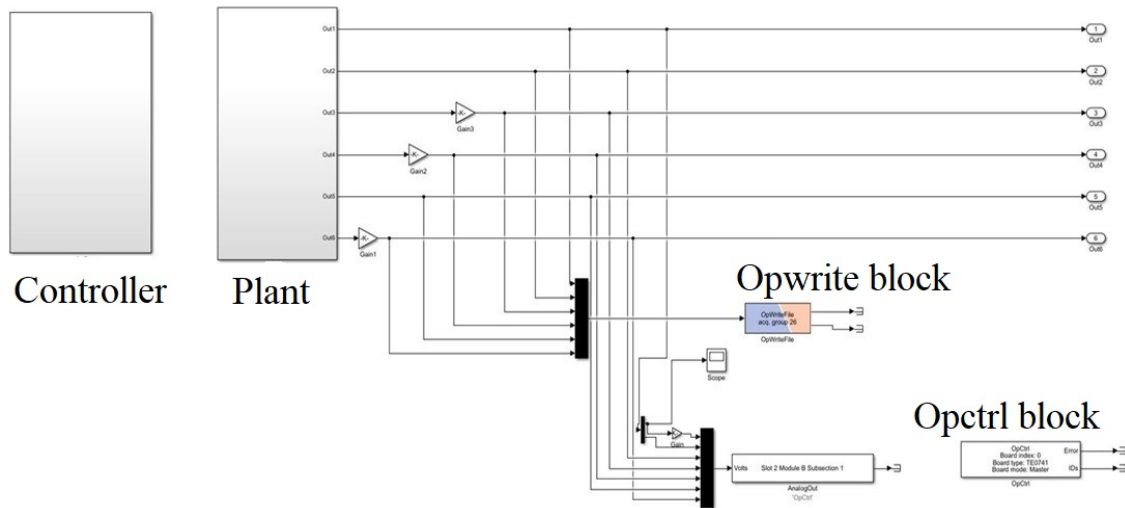 Out1
1
Out1
Out2
2
Out2
Out3
-K-
Gain3
3
Out3
Out4
-K-
Gain2
4
Out4
Out5
5
Out5
Out6
-K-
Gain1
6
Out6
Controller
Plant
Opwrite block
OpWriteFile
acq. group 26
OpWriteFile
Scope
Opctrl block
Gain
Volts
Slot 2 Module B Subsection 1
AnalogOut
'OpCtrl'
OpCtrl
Board index: 0
Board type: TE0741
Board mode: Master
Error
IDs
OpCtrl